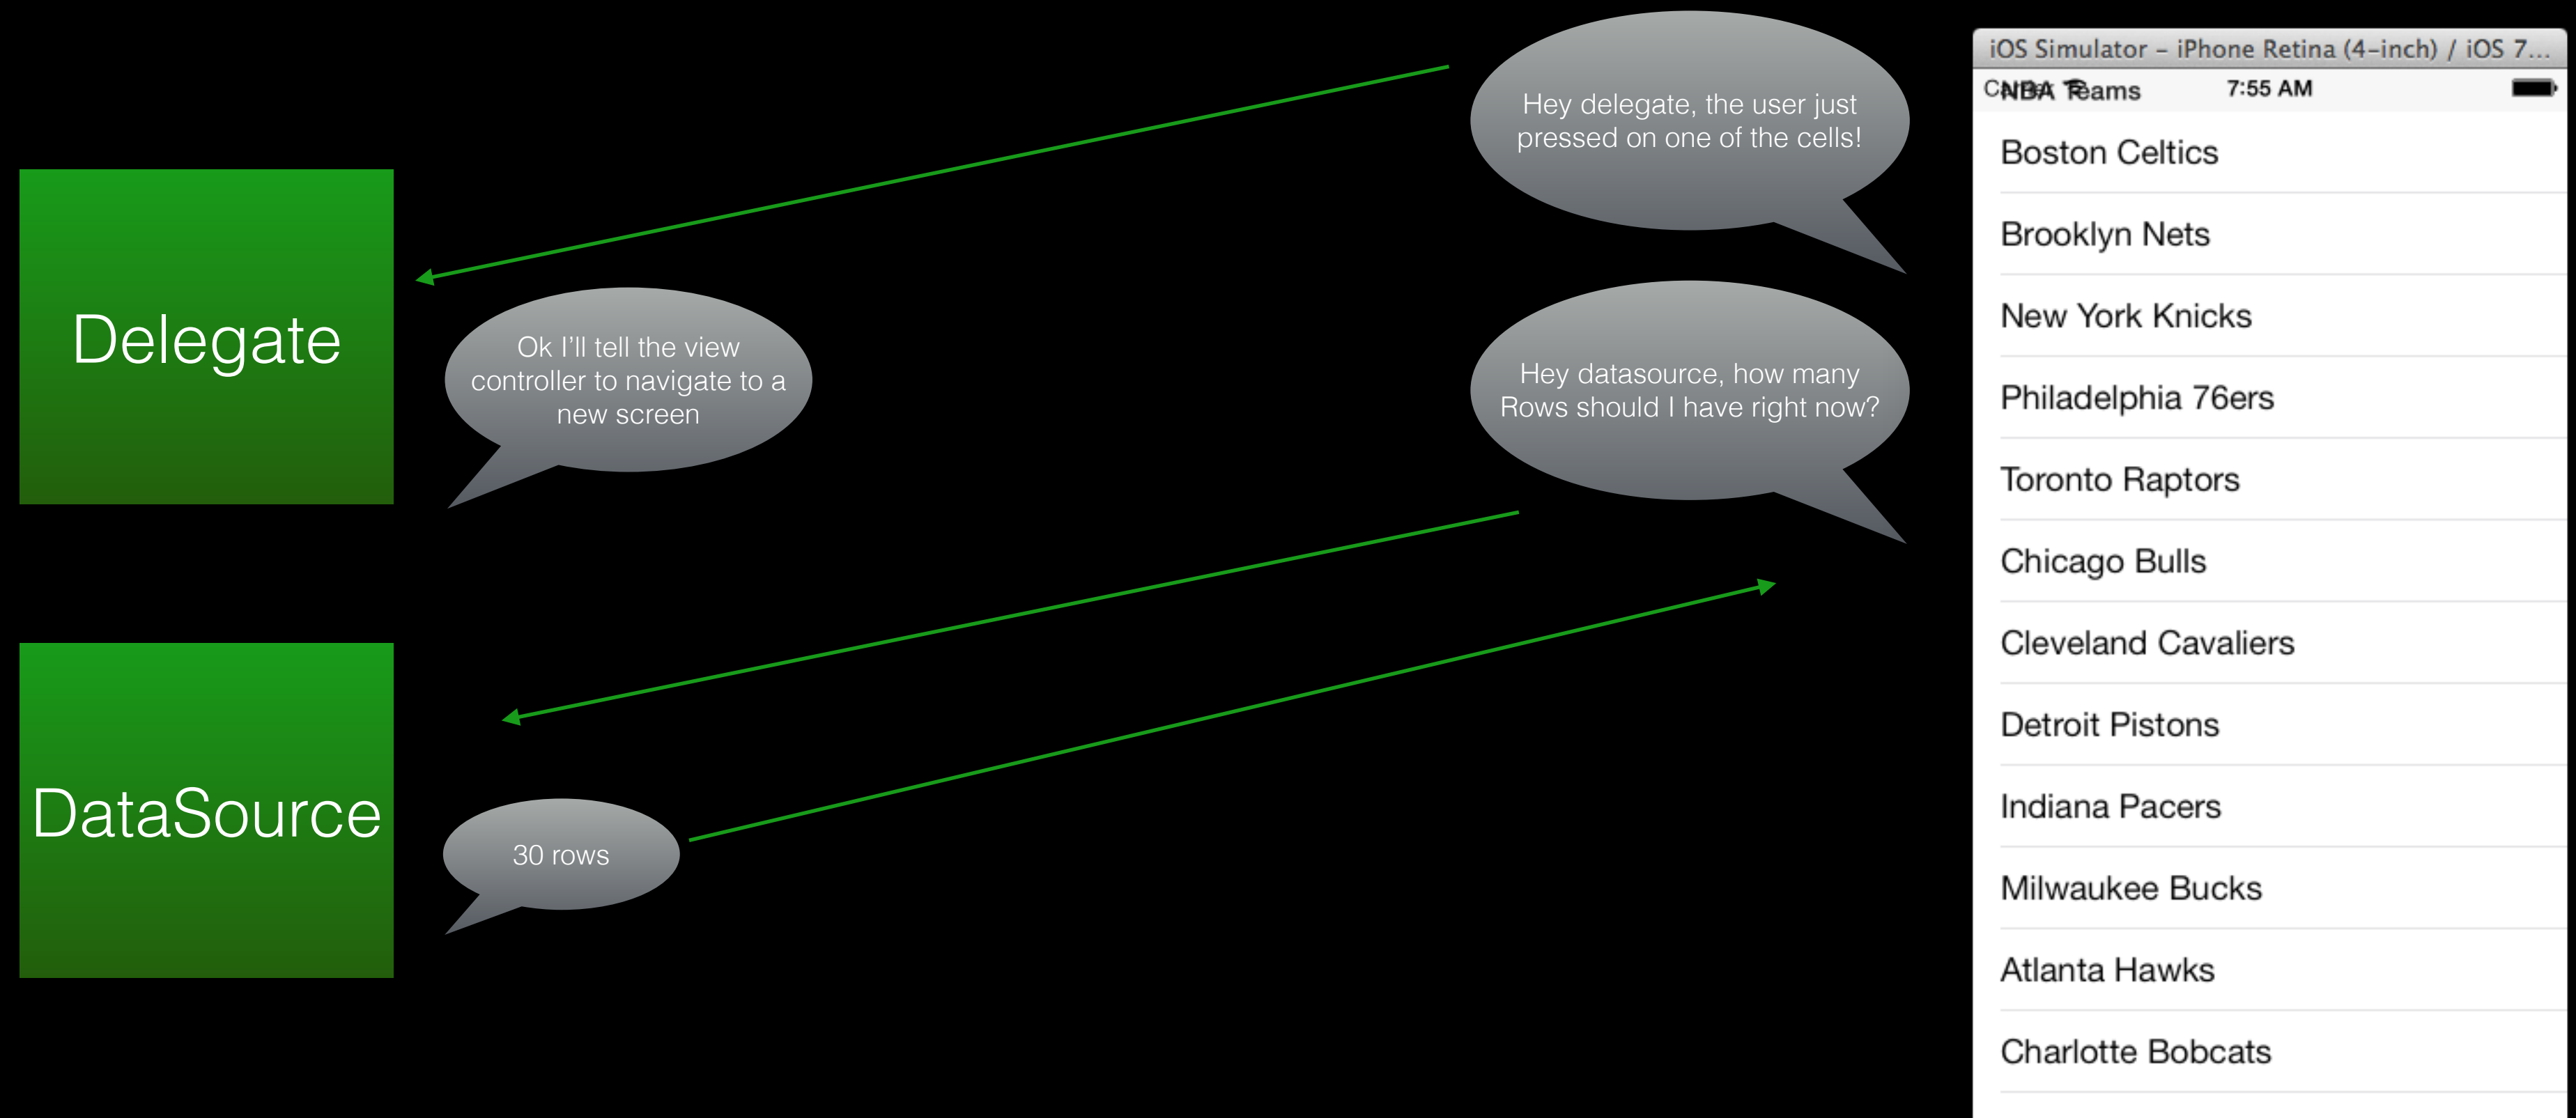 Delegate
DataSource
Ok I'll tell the view
controller to navigate to a
new screen
30 rows
Hey delegate, the user just
pressed on one of the cells!
Hey datasource, how many
Rows should I have right now?
iOS Simulator - iPhone Retina (4-inch) / iOS 7...
NBA Teams 7:55 AM
Boston Celtics
Brooklyn Nets
New York Knicks
Philadelphia 76ers
Toronto Raptors
Chicago Bulls
Cleveland Cavaliers
Detroit Pistons
Indiana Pacers
Milwaukee Bucks
Atlanta Hawks
Charlotte Bobcats